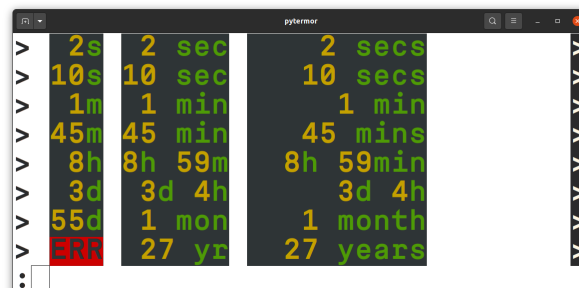 pytermor
> 2s 2 sec 2 secs >
> 10s 10 sec 10 secs >
> 1m 1 min 1 min >
> 45m 45 min 45 mins >
> 8h 8h 59m 8h 59min >
> 3d 3d 4h 3d 4h >
> 55d 1 mon 1 month >
> ERR 27 yr 27 years >
: